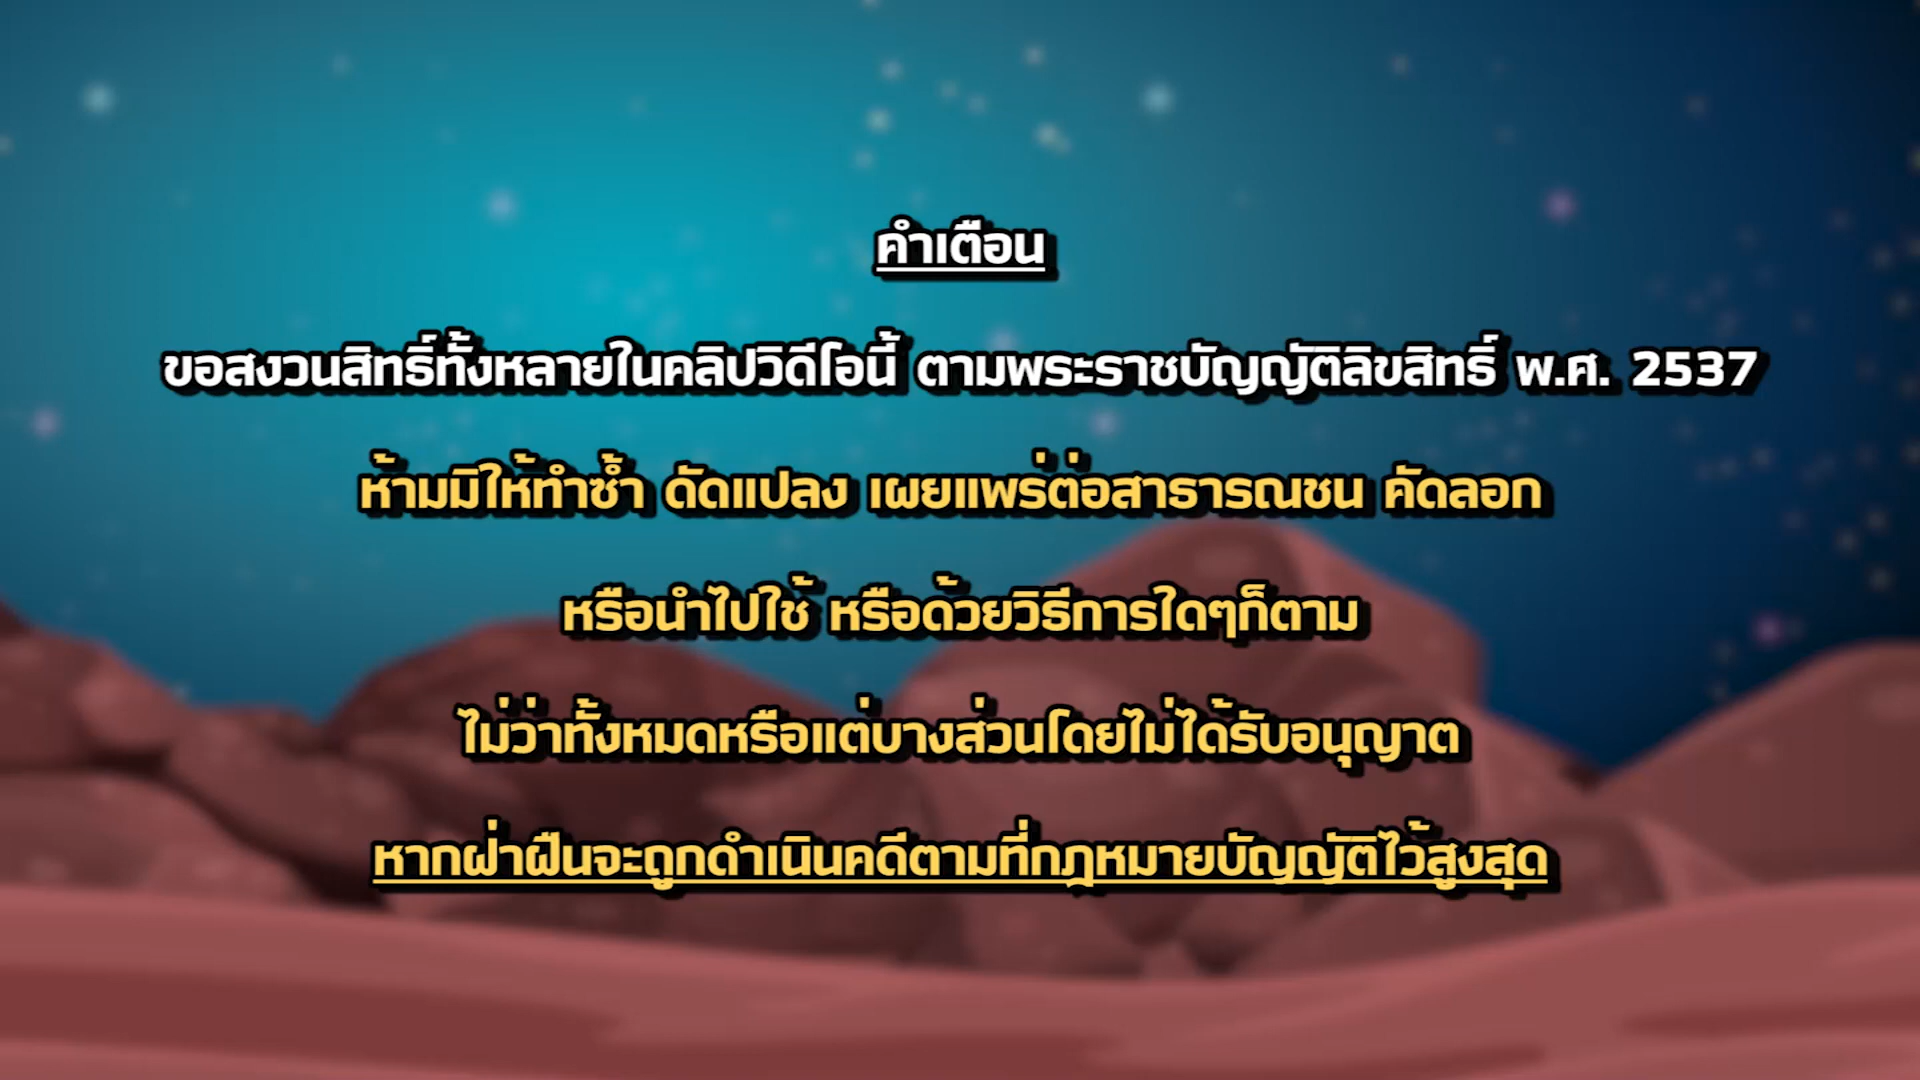 คำเตือน
ขอสงวนสิทธิ์ทั้งหลายในคลิปวิดีโอนี้ ตามพระราชบัญญัติลิขสิทธิ์ พ.ศ. 2537
ห้ามมิให้ทำซ้ำ ดัดแปลง เผยแพร่ต่อสาธารณชน คัดลอก
หรือนำไปใช้ หรือด้วยวิธีการใดๆก็ตาม
ไม่ว่าทั้งหมดหรือแต่บางส่วนโดยไม่ได้รับอนุญาต
หากฝ่าฝืนจะถูกดำเนินคดีตามที่กฎหมายบัญญัติไว้สูงสุด